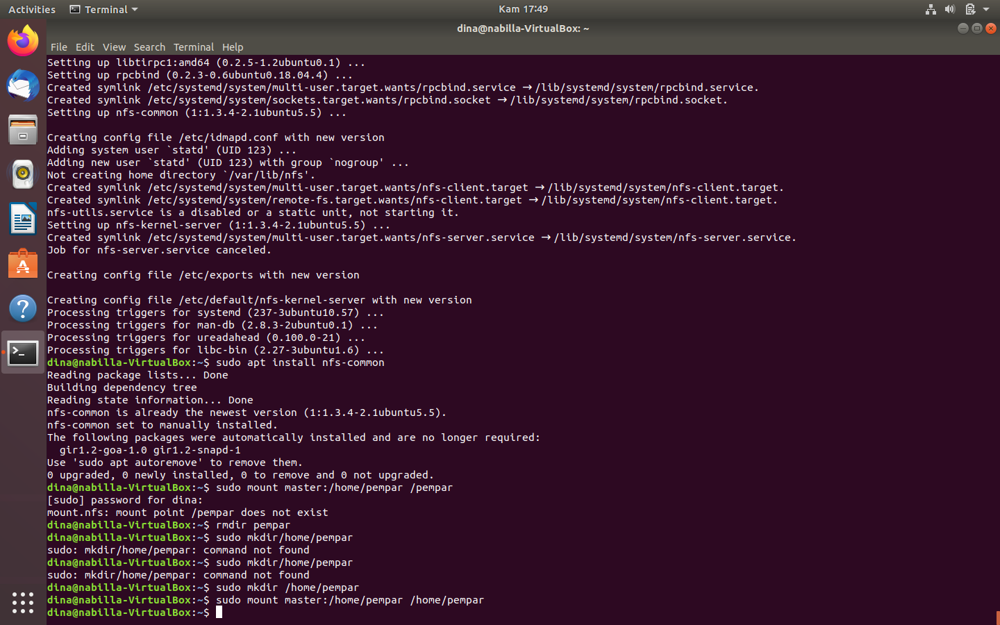 Activities Terminal Kam 17:49
dina@nabilla-VirtualBox: ~
File Edit View Search Terminal Help
Setting up libtirpc1:amd64 (0.2.5-1.2ubuntu0.1) ...
Setting up rpcbind (0.2.3-0.6ubuntu0.18.04.4) ...
Created symlink /etc/systemd/system/multi-user.target.wants/rpcbind.service → /lib/systemd/system/rpcbind.service.
Created symlink /etc/systemd/system/sockets.target.wants/rpcbind.socket → /lib/systemd/system/rpcbind.socket.
Setting up nfs-common (1:1.3.4-2.1ubuntu5.5) ...
Creating config file /etc/idmapd.conf with new version
Adding system user `statd' (UID 123) ...
Adding new user `statd' (UID 123) with group `nogroup' ...
Not creating home directory `/var/lib/nfs'.
Created symlink /etc/systemd/system/multi-user.target.wants/nfs-client.target → /lib/systemd/system/nfs-client.target.
Created symlink /etc/systemd/system/remote-fs.target.wants/nfs-client.target → /lib/systemd/system/nfs-client.target.
nfs-utils.service is a disabled or a static unit, not starting it.
Setting up nfs-kernel-server (1:1.3.4-2.1ubuntu5.5) ...
Created symlink /etc/systemd/system/multi-user.target.wants/nfs-server.service → /lib/systemd/system/nfs-server.service.
Job for nfs-server.service canceled.
Creating config file /etc/exports with new version
Creating config file /etc/default/nfs-kernel-server with new version
Processing triggers for systemd (237-3ubuntu10.57) ...
Processing triggers for man-db (2.8.3-2ubuntu0.1) ...
Processing triggers for ureadahead (0.100.0-21) ...
Processing triggers for libc-bin (2.27-3ubuntu1.6) ...
dina@nabilla-VirtualBox:~$ sudo apt install nfs-common
Reading package lists... Done
Building dependency tree
Reading state information... Done
nfs-common is already the newest version (1:1.3.4-2.1ubuntu5.5).
nfs-common set to manually installed.
The following packages were automatically installed and are no longer required:
  gir1.2-goa-1.0 gir1.2-snapd-1
Use 'sudo apt autoremove' to remove them.
0 upgraded, 0 newly installed, 0 to remove and 0 not upgraded.
dina@nabilla-VirtualBox:~$ sudo mount master:/home/pempar /pempar
[sudo] password for dina:
mount.nfs: mount point /pempar does not exist
dina@nabilla-VirtualBox:~$ rmdir pempar
dina@nabilla-VirtualBox:~$ sudo mkdir/home/pempar
sudo: mkdir/home/pempar: command not found
dina@nabilla-VirtualBox:~$ sudo mkdir/home/pempar
sudo: mkdir/home/pempar: command not found
dina@nabilla-VirtualBox:~$ sudo mkdir /home/pempar
dina@nabilla-VirtualBox:~$ sudo mount master:/home/pempar /home/pempar
dina@nabilla-VirtualBox:~$